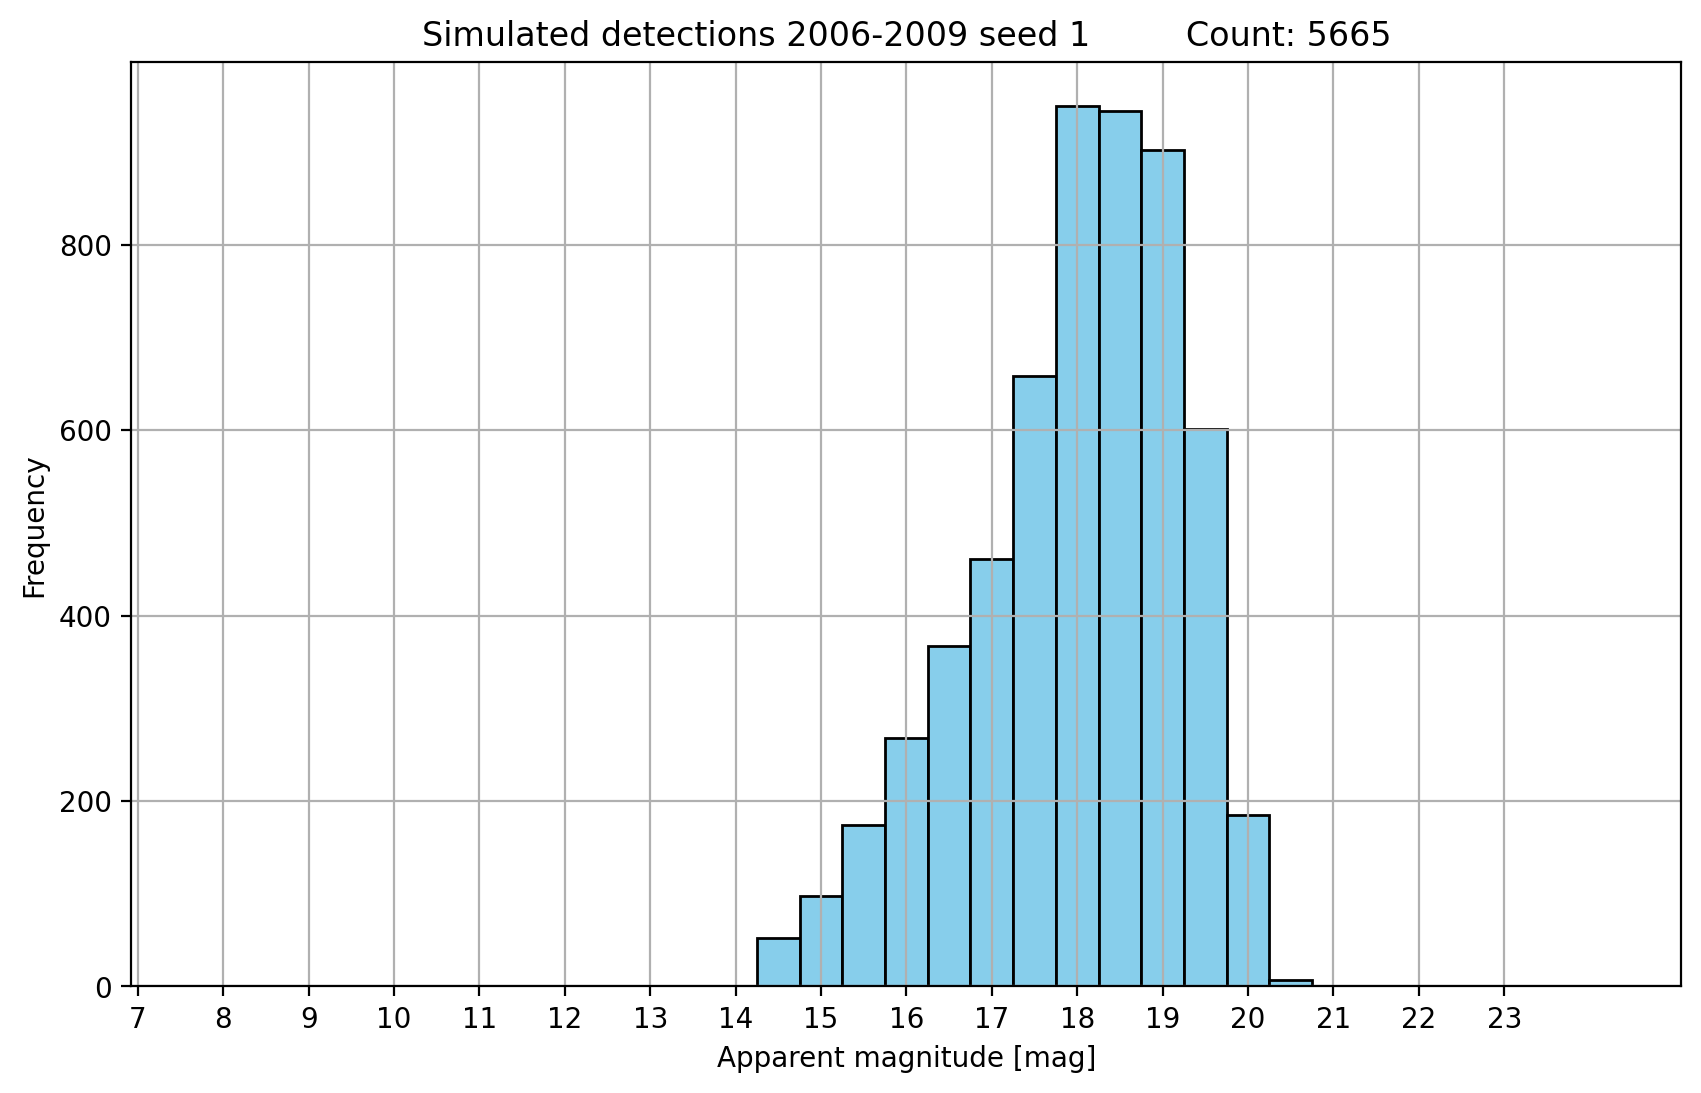 Simulated detections 2006-2009 seed 1 Count: 5665
Frequency
800
600
400
200
0
7 8 9 10 11 12 13 14 15 16 17 18 19 20 21 22 23
Apparent magnitude [mag]